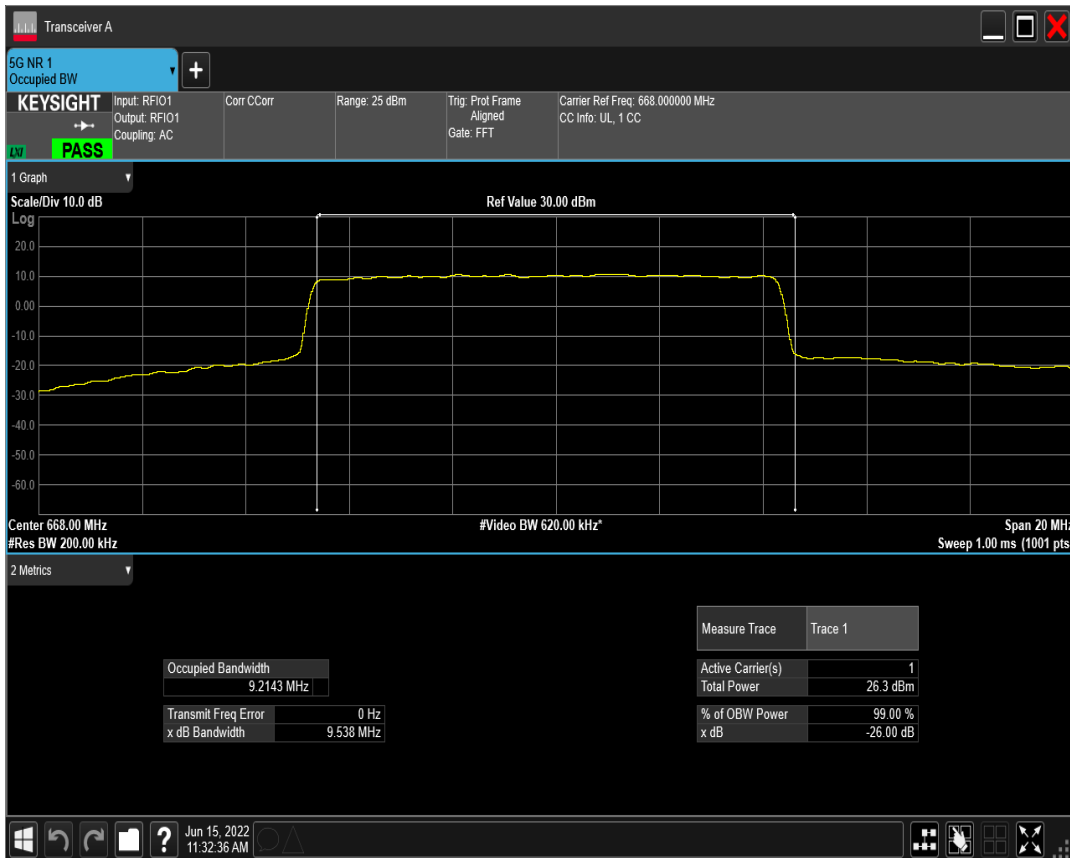 Transceiver A
5G NR 1
Occupied BW
KEYSIGHT
LXI
PASS
Input: RFIO1
Output: RFIO1
Coupling: AC
Corr CCorr
Range: 25 dBm
Trig: Prot Frame
Aligned
Gate: FFT
Carrier Ref Freq: 668.000000 MHz
CC Info: UL, 1 CC
1 Graph
Scale/Div 10.0 dB
Ref Value 30.00 dBm
Log
20.0
10.0
0.00
-10.0
-20.0
-30.0
-40.0
-50.0
-60.0
Center 668.00 MHz
#Video BW 620.00 kHz*
Span 20 MHz
#Res BW 200.00 kHz
Sweep 1.00 ms (1001 pts
2 Metrics
Measure Trace Trace 1
Occupied Bandwidth
9.2143 MHz
Active Carrier(s) 1
Total Power 26.3 dBm
Transmit Freq Error 0 Hz
x dB Bandwidth 9.538 MHz
% of OBW Power 99.00 %
x dB -26.00 dB
?
Jun 15, 2022
11:32:36 AM